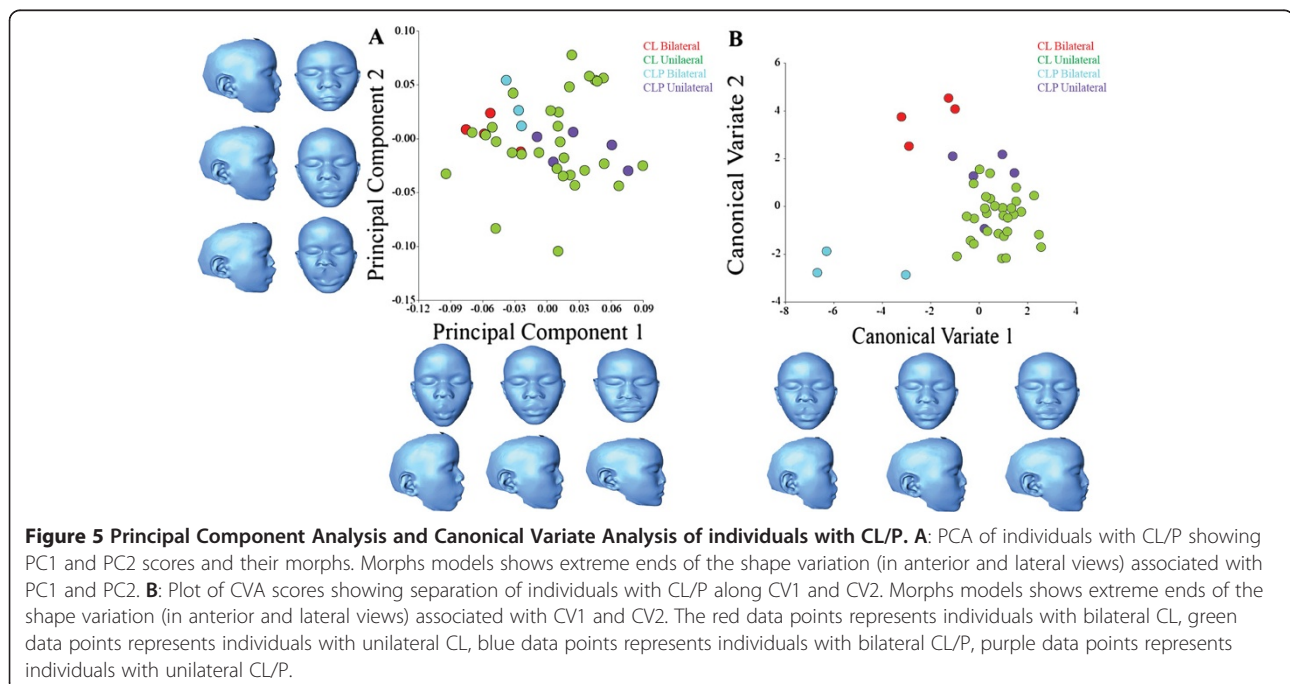 A
CL Bilateral
CL Unilaeral
CLP Bilateral
CLP Unilateral
Principal Component 2
0.10
0.05
-0.00
-0.05
-0.10
-0.15
-0.12 -0.09 -0.06 -0.03 0.00 0.03 0.06 0.09
Principal Component 1
B
CL Bilateral
CL Unilateral
CLP Bilateral
CLP Unilateral
Canonical Variate 2
6
4
2
0
-2
-4
-8 -6 -4 -2 0 2 4
Canonical Variate 1
Figure 5 Principal Component Analysis and Canonical Variate Analysis of individuals with CL/P. A: PCA of individuals with CL/P showing
PC1 and PC2 scores and their morphs. Morphs models shows extreme ends of the shape variation (in anterior and lateral views) associated with
PC1 and PC2. B: Plot of CVA scores showing separation of individuals with CL/P along CV1 and CV2. Morphs models shows extreme ends of the
shape variation (in anterior and lateral views) associated with CV1 and CV2. The red data points represents individuals with bilateral CL, green
data points represents individuals with unilateral CL, blue data points represents individuals with bilateral CL/P, purple data points represents
individuals with unilateral CL/P.